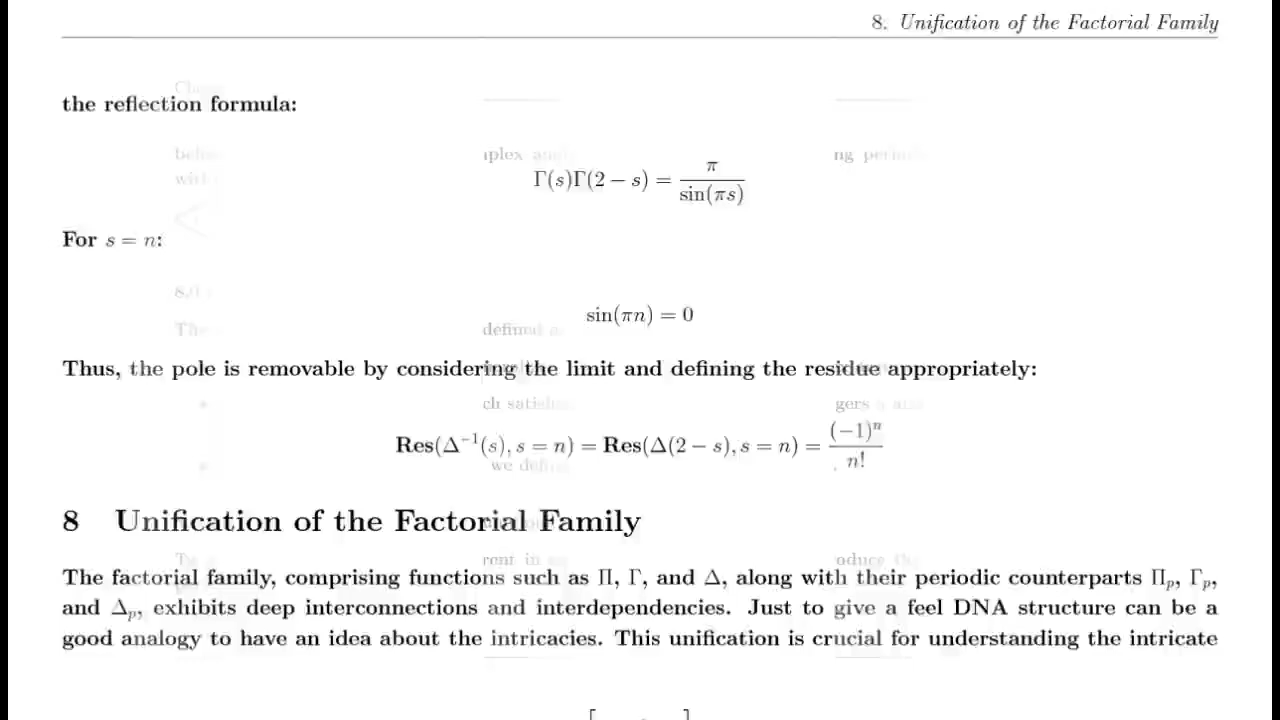 8. Unification of the Factorial Family
the reflection formula:
Γ(s)Γ(2 − s) = π / sin(πs)
For s = n:
sin(πn) = 0
Thus, the pole is removable by considering the limit and defining the residue appropriately:
Res(Δ⁻¹(s), s = n) = Res(Δ(2 − s), s = n) = (−1)ⁿ / n!
8 Unification of the Factorial Family
The factorial family, comprising functions such as Π, Γ, and Δ, along with their periodic counterparts Πₚ, Γₚ,
and Δₚ, exhibits deep interconnections and interdependencies. Just to give a feel DNA structure can be a
good analogy to have an idea about the intricacies. This unification is crucial for understanding the intricate